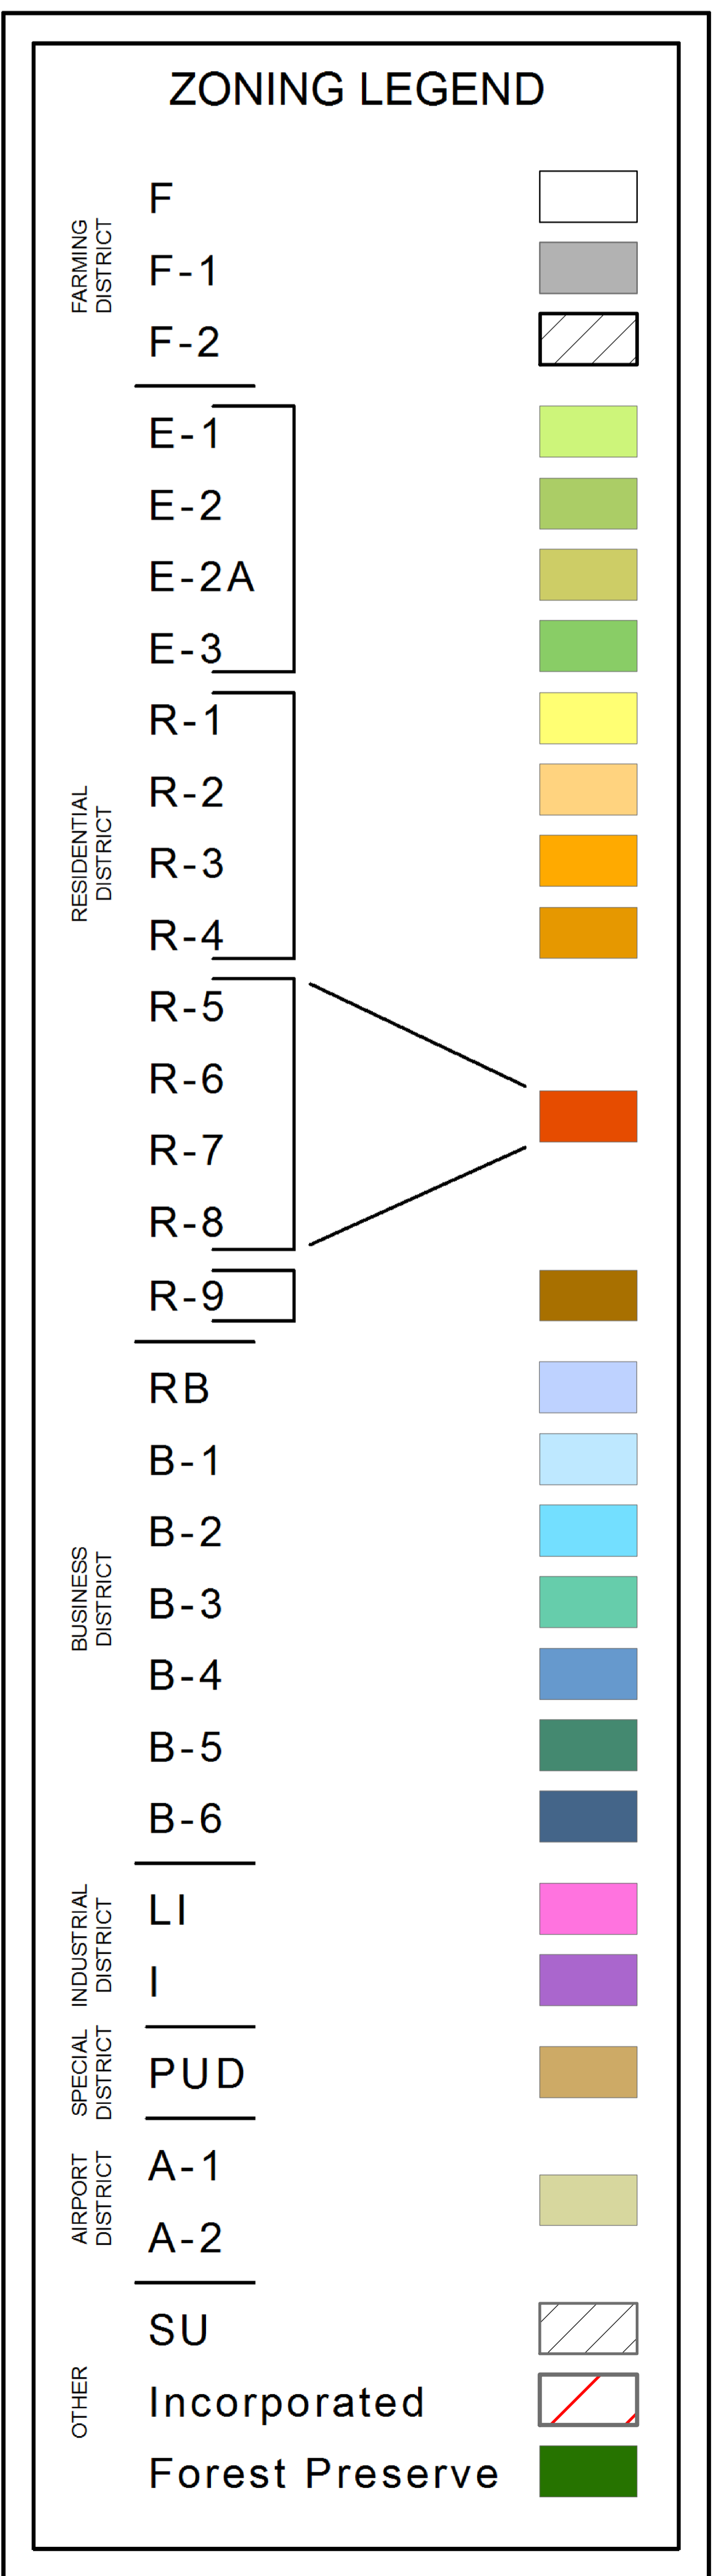 ZONING LEGEND
FARMING
DISTRICT
F
F-1
F-2
RESIDENTIAL
DISTRICT
E-1
E-2
E-2A
E-3
R-1
R-2
R-3
R-4
R-5
R-6
R-7
R-8
R-9
BUSINESS
DISTRICT
RB
B-1
B-2
B-3
B-4
B-5
B-6
INDUSTRIAL
DISTRICT
LI
I
SPECIAL
DISTRICT
PUD
AIRPORT
DISTRICT
A-1
A-2
OTHER
SU
Incorporated
Forest Preserve